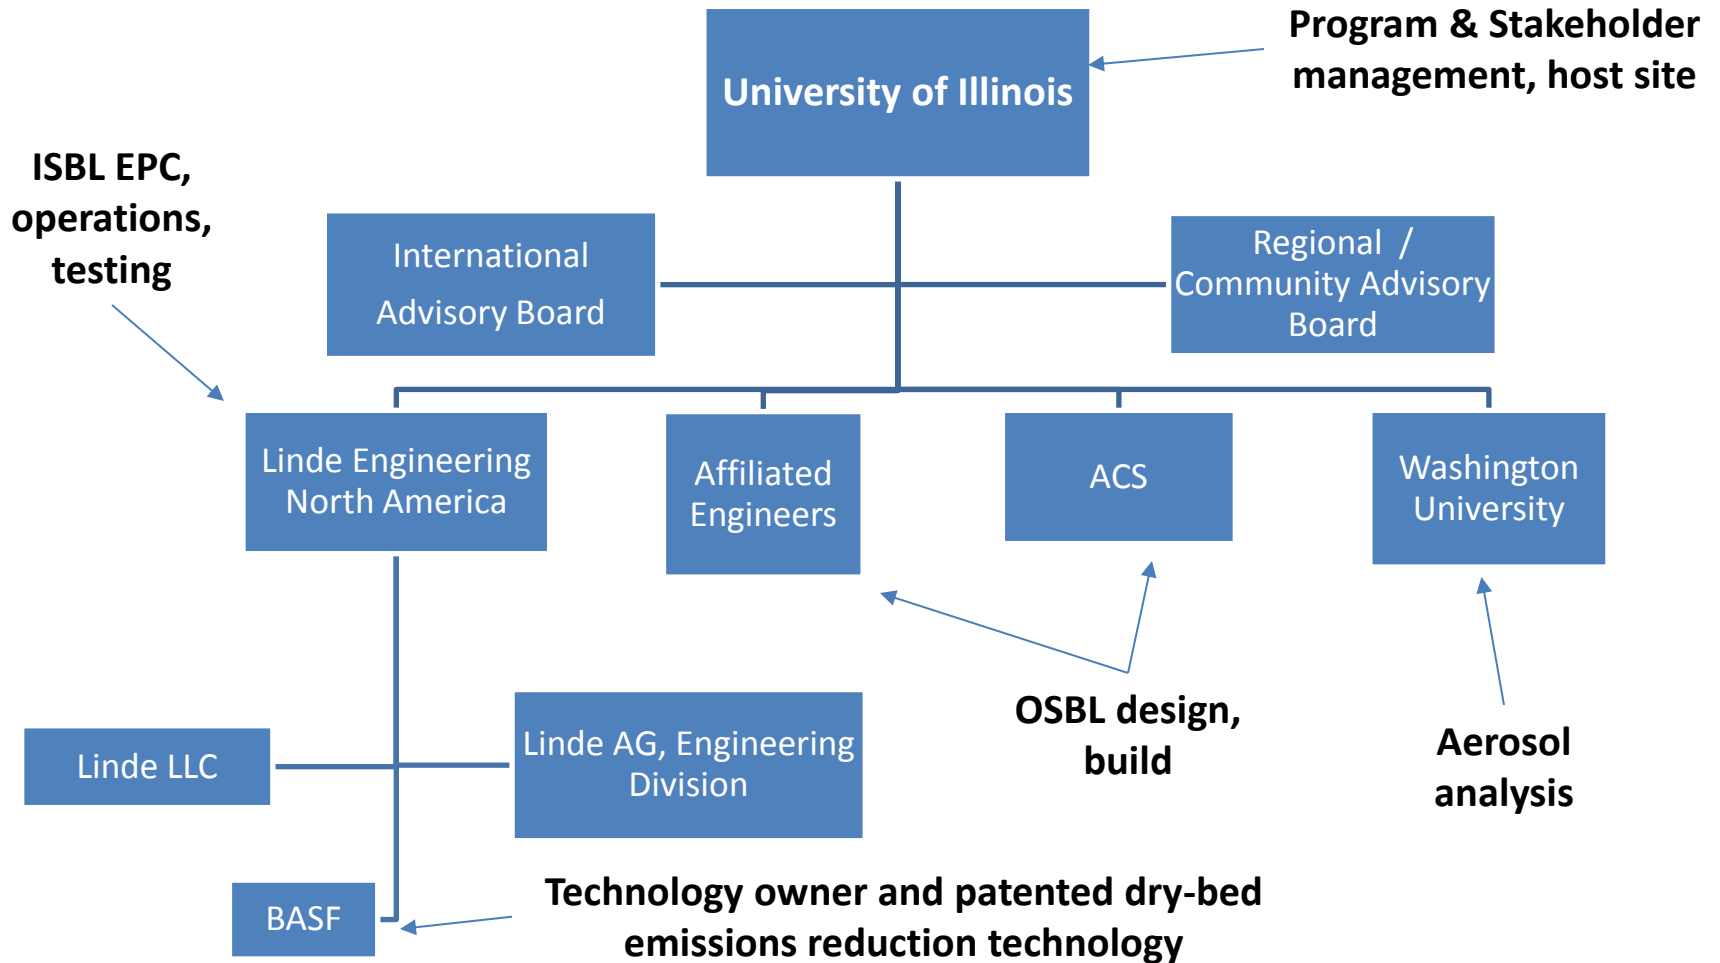 Program & Stakeholder
management, host site
University of Illinois
ISBL EPC,
operations,
testing
International
Advisory Board
Regional /
Community Advisory
Board
Linde Engineering
North America
Affiliated
Engineers
ACS
Washington
University
OSBL design,
build
Aerosol
analysis
Linde LLC
Linde AG, Engineering
Division
BASF
Technology owner and patented dry-bed
emissions reduction technology